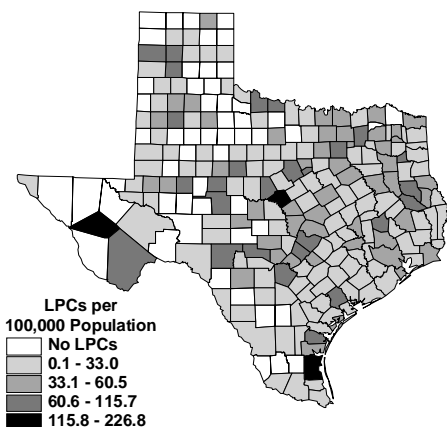 LPCs per
100,000 Population
No LPCs
0.1 - 33.0
33.1 - 60.5
60.6 - 115.7
115.8 - 226.8